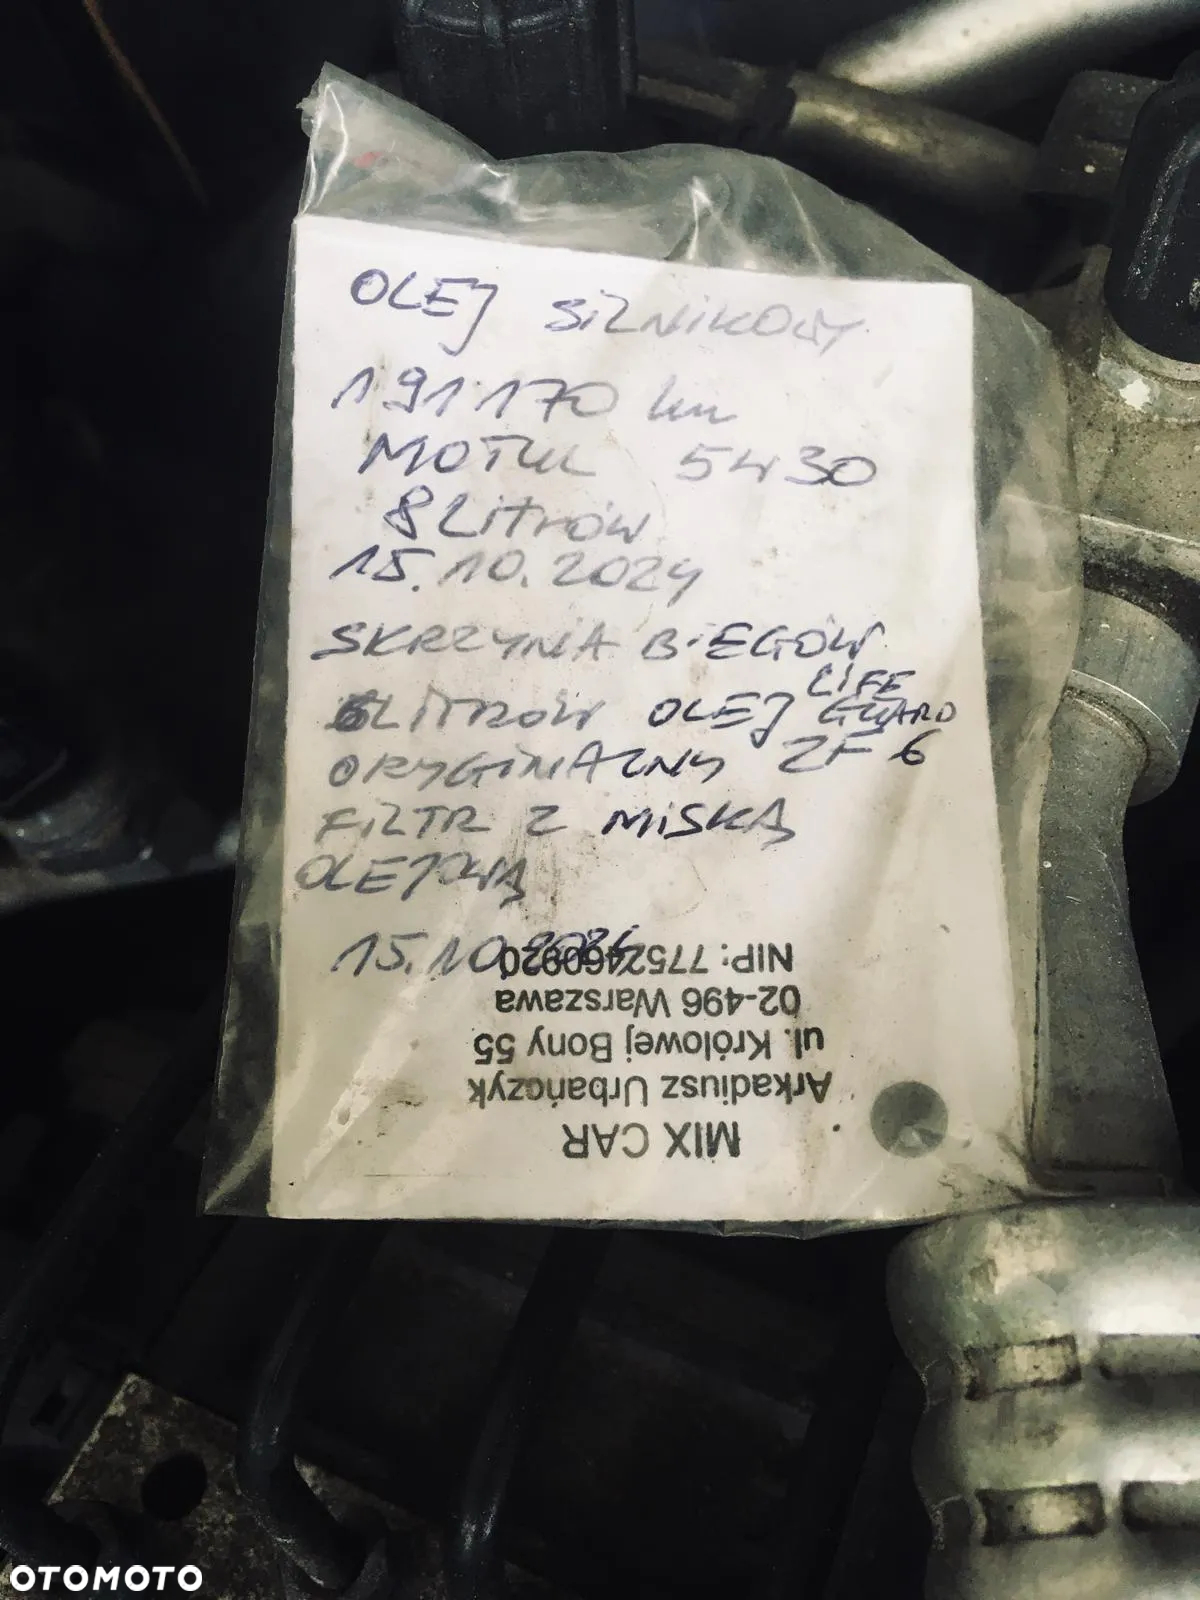 OLEJ SILNIKOWY
191170 km
MOTUL 5W30
8 LITRÓW
15.10.2024
SKRZYNIA BIEGÓW
6 LITRÓW OLEJ LIFE GUARD
ORYGINALNY ZF 6
FILTR Z MISKĄ
OLEJOWĄ
15.10.2024
MIX CAR
Arkadiusz Urbańczyk
ul. Królowej Bony 55
02-496 Warszawa
NIP: 7752460920
OTOMOTO